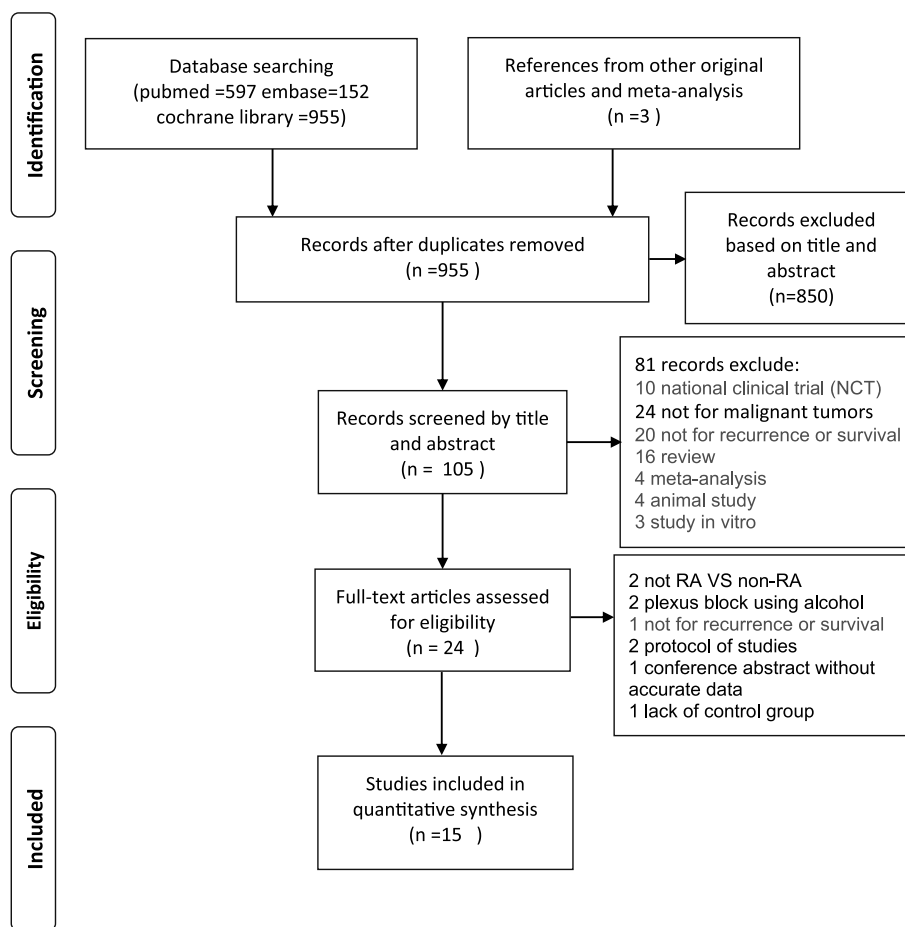 Identification
Database searching
(pubmed =597 embase=152
cochrane library =955)
References from other original
articles and meta-analysis
(n =3 )
Records after duplicates removed
(n =955 )
Records excluded
based on title and
abstract
(n=850)
Screening
Records screened by title
and abstract
(n = 105 )
81 records exclude:
10 national clinical trial (NCT)
24 not for malignant tumors
20 not for recurrence or survival
16 review
4 meta-analysis
4 animal study
3 study in vitro
Eligibility
Full-text articles assessed
for eligibility
(n = 24 )
2 not RA VS non-RA
2 plexus block using alcohol
1 not for recurrence or survival
2 protocol of studies
1 conference abstract without
accurate data
1 lack of control group
Included
Studies included in
quantitative synthesis
(n =15 )